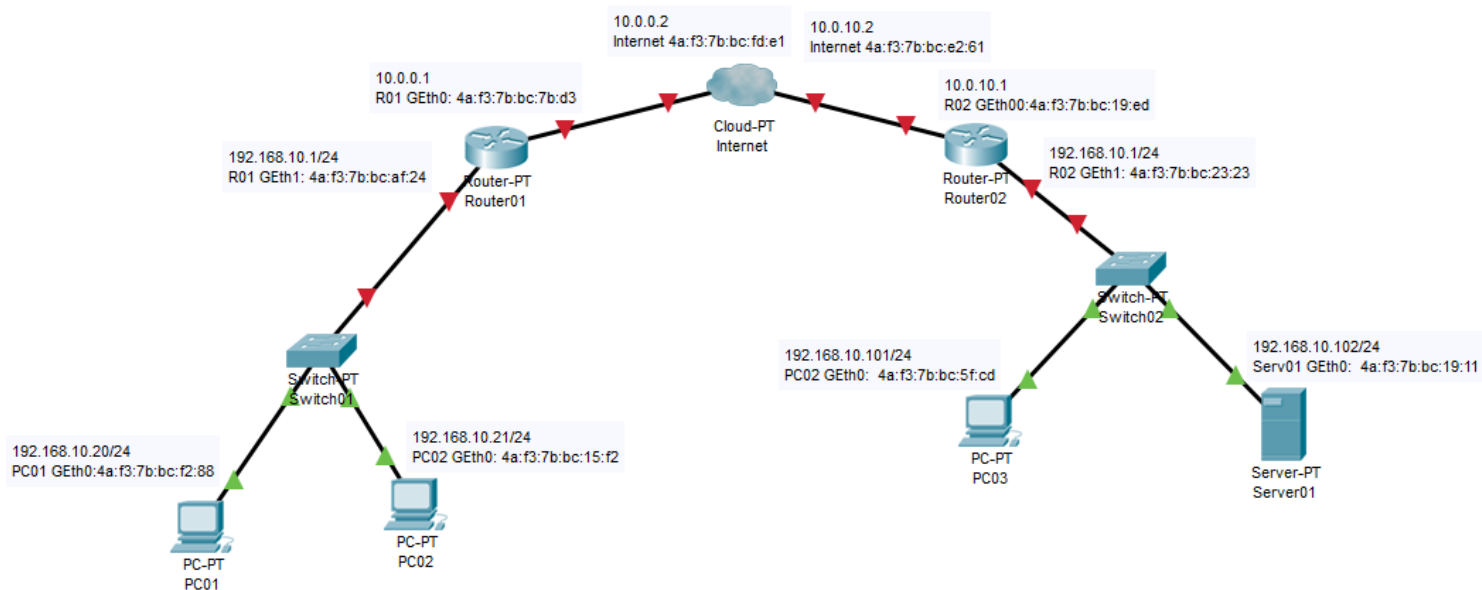 10.0.0.2
Internet 4a:f3:7b:bc:fd:e1
10.0.10.2
Internet 4a:f3:7b:bc:e2:61
10.0.0.1
R01 GEth0: 4a:f3:7b:bc:7b:d3
Cloud-PT
Internet
10.0.10.1
R02 GEth00:4a:f3:7b:bc:19:ed
192.168.10.1/24
R01 GEth1: 4a:f3:7b:bc:af:24
Router-PT
Router01
Router-PT
Router02
192.168.10.1/24
R02 GEth1: 4a:f3:7b:bc:23:23
Switch-PT
Switch02
Switch-PT
Switch01
192.168.10.101/24
PC02 GEth0: 4a:f3:7b:bc:5f:cd
192.168.10.102/24
Serv01 GEth0: 4a:f3:7b:bc:19:11
192.168.10.20/24
PC01 GEth0:4a:f3:7b:bc:f2:88
192.168.10.21/24
PC02 GEth0: 4a:f3:7b:bc:15:f2
PC-PT
PC03
Server-PT
Server01
PC-PT
PC01
PC-PT
PC02